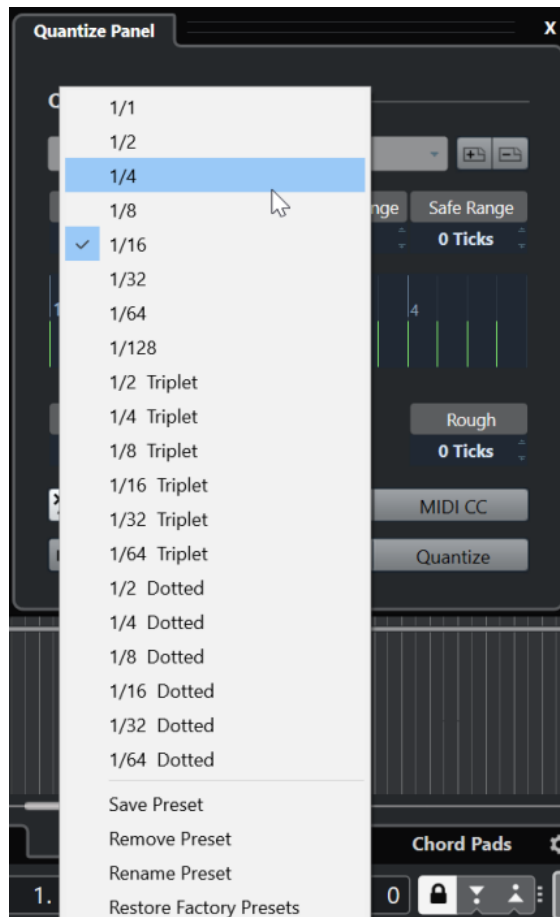 Quantize Panel
X
1/1
1/2
1/4
1/8
nge Safe Range
1/16
0 Ticks
1/32
1/64
4
1/128
1/2 Triplet
1/4 Triplet
Rough
1/8 Triplet
0 Ticks
1/16 Triplet
MIDI CC
1/32 Triplet
1/64 Triplet
Quantize
1/2 Dotted
1/4 Dotted
1/8 Dotted
1/16 Dotted
1/32 Dotted
1/64 Dotted
Save Preset
Remove Preset
Chord Pads
Rename Preset
1.
0
Restore Factory Presets